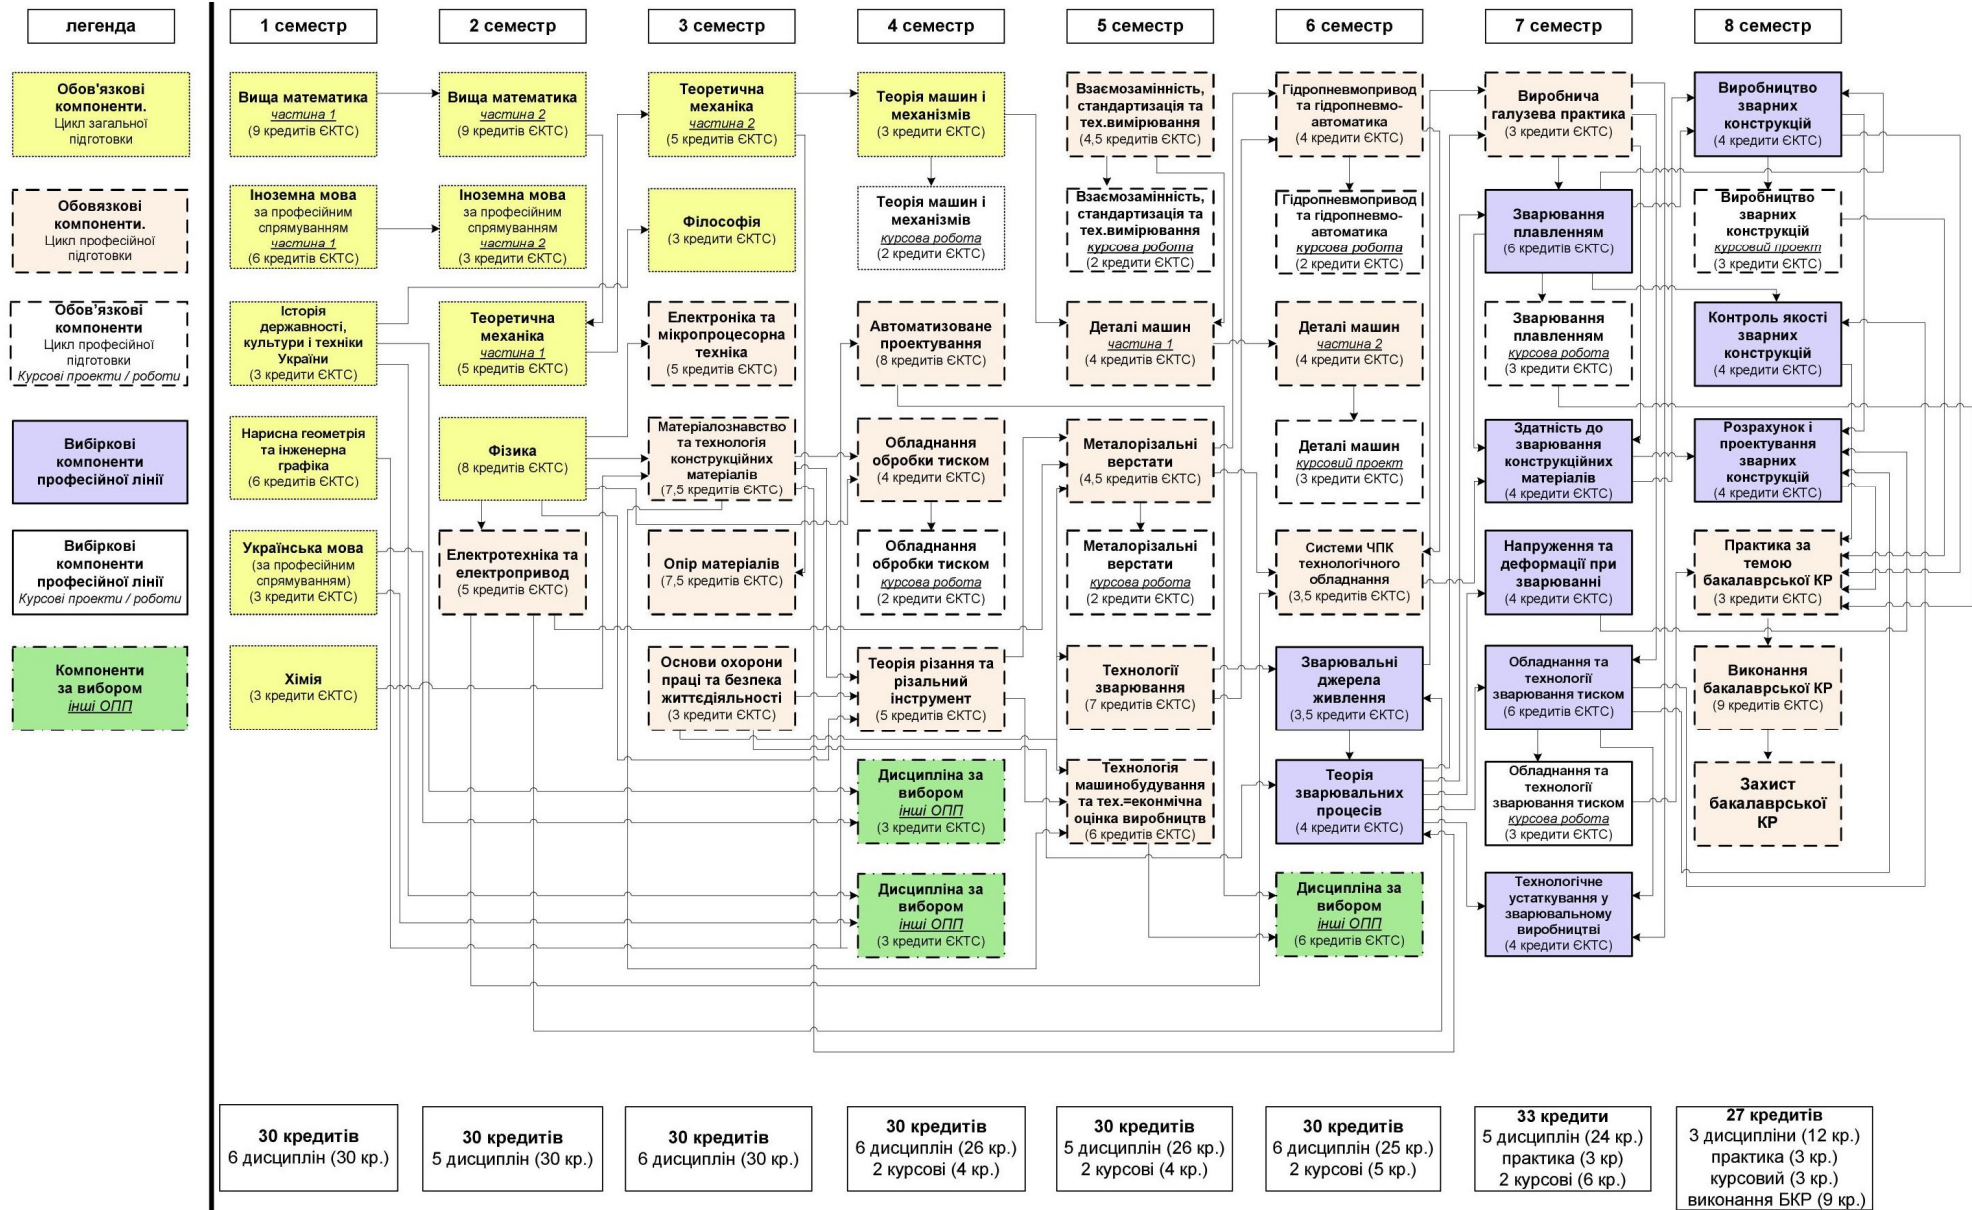 легенда
Обов'язкові
компоненти.
Цикл загальної
підготовки
Обовязкові
компоненти.
Цикл професійної
підготовки
Обов'язкові
компоненти
Цикл професійної
підготовки
Курсові проекти / роботи
Вибіркові
компоненти
професійної лінії
Вибіркові
компоненти
професійної лінії
Курсові проекти / роботи
Компоненти
за вибором
інші ОПП
1 семестр
Вища математика
частина 1
(9 кредитів ЄКТС)
Іноземна мова
за професійним
спрямуванням
частина 1
(6 кредитів ЄКТС)
Історія
державності,
культури і техніки
України
(3 кредити ЄКТС)
Нарисна геометрія
та інженерна
графіка
(6 кредитів ЄКТС)
Українська мова
(за професійним
спрямуванням)
(3 кредити ЄКТС)
Хімія
(3 кредити ЄКТС)
30 кредитів
6 дисциплін (30 кр.)
2 семестр
Вища математика
частина 2
(9 кредитів ЄКТС)
Іноземна мова
за професійним
спрямуванням
частина 2
(3 кредити ЄКТС)
Теоретична
механіка
частина 1
(5 кредитів ЄКТС)
Фізика
(8 кредитів ЄКТС)
Електротехніка та
електропривод
(5 кредитів ЄКТС)
30 кредитів
5 дисциплін (30 кр.)
3 семестр
Теоретична
механіка
частина 2
(5 кредитів ЄКТС)
Філософія
(3 кредити ЄКТС)
Електроніка та
мікропроцесорна
техніка
(5 кредитів ЄКТС)
Матеріалознавство
та технологія
конструкційних
матеріалів
(7,5 кредитів ЄКТС)
Опір матеріалів
(7,5 кредитів ЄКТС)
Основи охорони
праці та безпека
життєдіяльності
(3 кредити ЄКТС)
30 кредитів
6 дисциплін (30 кр.)
4 семестр
Теорія машин і
механізмів
(3 кредити ЄКТС)
Теорія машин і
механізмів
курсова робота
(2 кредити ЄКТС)
Автоматизоване
проектування
(8 кредитів ЄКТС)
Обладнання
обробки тиском
(4 кредити ЄКТС)
Обладнання
обробки тиском
курсова робота
(2 кредити ЄКТС)
Теорія різання та
різальний
інструмент
(5 кредитів ЄКТС)
Дисципліна за
вибором
інші ОПП
(3 кредити ЄКТС)
Дисципліна за
вибором
інші ОПП
(3 кредити ЄКТС)
30 кредитів
6 дисциплін (26 кр.)
2 курсові (4 кр.)
5 семестр
Взаємозамінність,
стандартизація та
тех.вимірювання
(4,5 кредитів ЄКТС)
Взаємозамінність,
стандартизація та
тех.вимірювання
курсова робота
(2 кредити ЄКТС)
Деталі машин
частина 1
(4 кредити ЄКТС)
Металорізальні
верстати
(4,5 кредитів ЄКТС)
Металорізальні
верстати
курсова робота
(2 кредити ЄКТС)
Технології
зварювання
(7 кредитів ЄКТС)
Технологія
машинобудування
та тех.=еконмічна
оцінка виробництв
(6 кредитів ЄКТС)
30 кредитів
5 дисциплін (26 кр.)
2 курсові (4 кр.)
6 семестр
Гідропневмопривод
та гідропневмо-
автоматика
(4 кредити ЄКТС)
Гідропневмопривод
та гідропневмо-
автоматика
курсова робота
(2 кредити ЄКТС)
Деталі машин
частина 2
(4 кредити ЄКТС)
Деталі машин
курсовий проект
(3 кредити ЄКТС)
Системи ЧПК
технологічного
обладнання
(3,5 кредитів ЄКТС)
Зварювальні
джерела
живлення
(3,5 кредити ЄКТС)
Теорія
зварювальних
процесів
(4 кредити ЄКТС)
Дисципліна за
вибором
інші ОПП
(6 кредитів ЄКТС)
30 кредитів
6 дисциплін (25 кр.)
2 курсові (5 кр.)
7 семестр
Виробнича
галузева практика
(3 кредити ЄКТС)
Зварювання
плавленням
(6 кредитів ЄКТС)
Зварювання
плавленням
курсова робота
(3 кредити ЄКТС)
Здатність до
зварювання
конструкційних
матеріалів
(4 кредити ЄКТС)
Напруження та
деформації при
зварюванні
(4 кредити ЄКТС)
Обладнання та
технології
зварювання тиском
(6 кредитів ЄКТС)
Обладнання та
технології
зварювання тиском
курсова робота
(3 кредити ЄКТС)
Технологічне
устаткування у
зварювальному
виробництві
(4 кредити ЄКТС)
33 кредити
5 дисциплін (24 кр.)
практика (3 кр)
2 курсові (6 кр.)
8 семестр
Виробництво
зварних
конструкцій
(4 кредити ЄКТС)
Виробництво
зварних
конструкцій
курсовий проект
(3 кредити ЄКТС)
Контроль якості
зварних
конструкцій
(4 кредити ЄКТС)
Розрахунок і
проектування
зварних
конструкцій
(4 кредити ЄКТС)
Практика за
темою
бакалаврської КР
(3 кредити ЄКТС)
Виконання
бакалаврської КР
(9 кредитів ЄКТС)
Захист
бакалаврської
КР
27 кредитів
3 дисципліни (12 кр.)
практика (3 кр.)
курсовий (3 кр.)
виконання БКР (9 кр.)